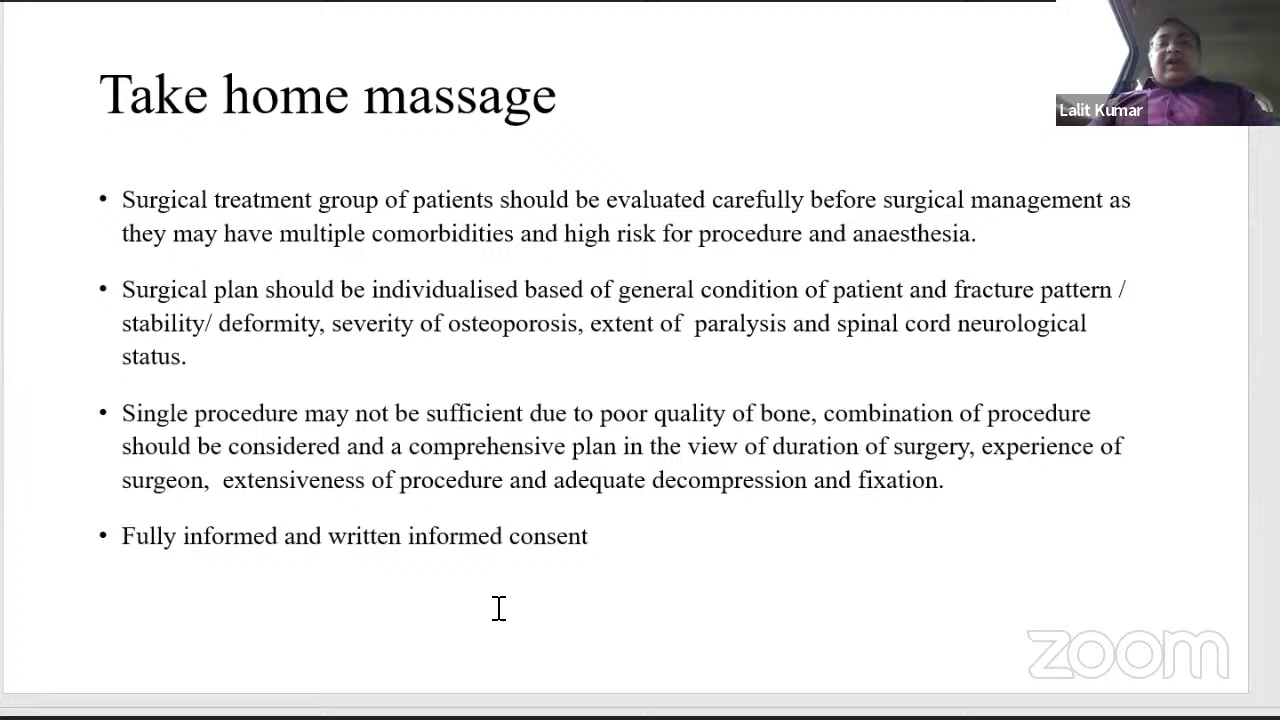 Take home massage
Lalit Kumar
• Surgical treatment group of patients should be evaluated carefully before surgical management as
they may have multiple comorbidities and high risk for procedure and anaesthesia.
• Surgical plan should be individualised based of general condition of patient and fracture pattern /
stability/ deformity, severity of osteoporosis, extent of  paralysis and spinal cord neurological
status.
• Single procedure may not be sufficient due to poor quality of bone, combination of procedure
should be considered and a comprehensive plan in the view of duration of surgery, experience of
surgeon,  extensiveness of procedure and adequate decompression and fixation.
• Fully informed and written informed consent
zoom